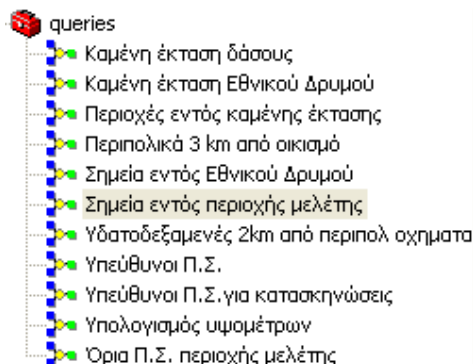 queries
Καμένη έκταση δάσους
Καμένη έκταση Εθνικού Δρυμού
Περιοχές εντός καμένης έκτασης
Περιπολικά 3 km από οικισμό
Σημεία εντός Εθνικού Δρυμού
Σημεία εντός περιοχής μελέτης
Υδατοδεξαμενές 2km από περιπολ οχηματα
Υπεύθυνοι Π.Σ.
Υπεύθυνοι Π.Σ.για κατασκηνώσεις
Υπολογισμός υψομέτρων
Όρια Π.Σ. περιοχής μελέτης